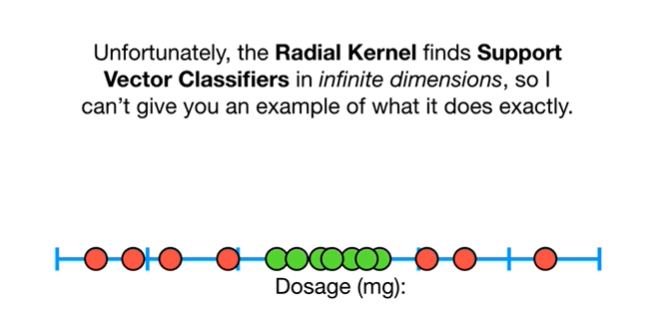 Unfortunately, the Radial Kernel finds Support
Vector Classifiers in infinite dimensions, so I
can’t give you an example of what it does exactly.
Dosage (mg):